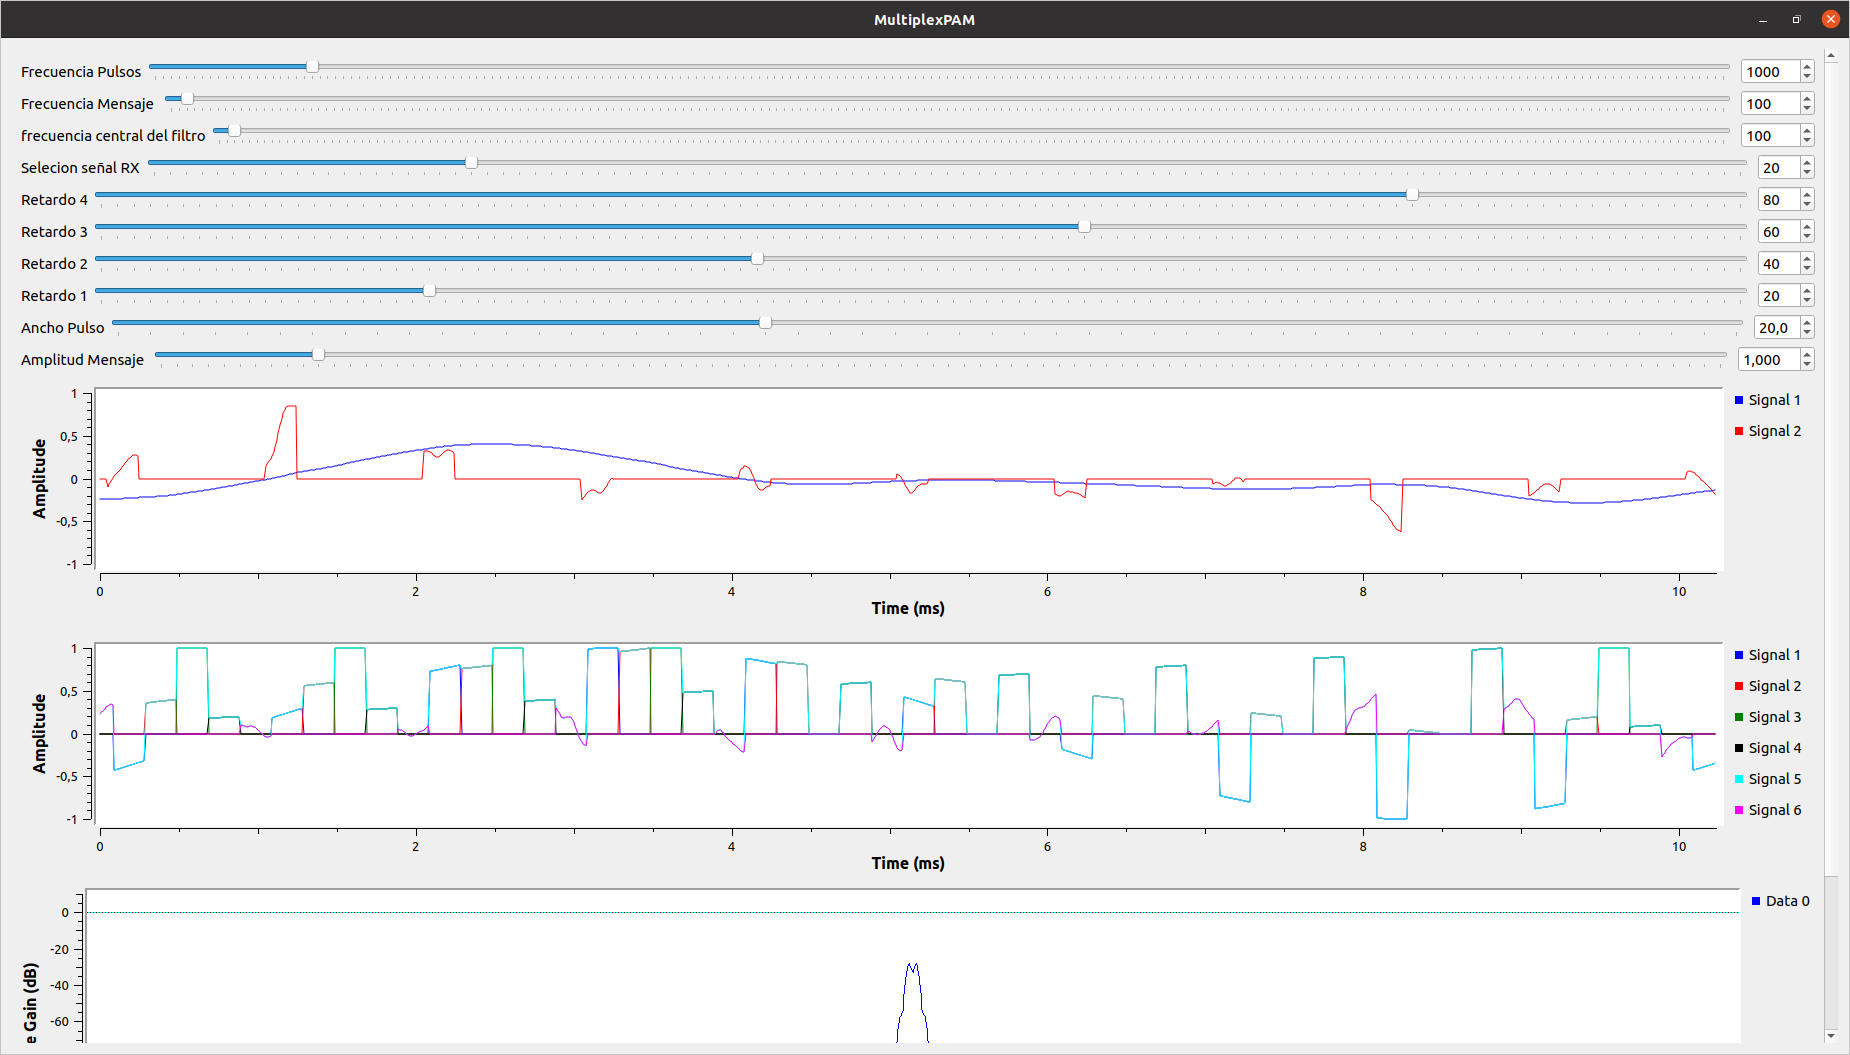 MultiplexPAM
Frecuencia Pulsos 1000
Frecuencia Mensaje 100
frecuencia central del filtro 100
Selecion señal RX 20
Retardo 4 80
Retardo 3 60
Retardo 2 40
Retardo 1 20
Ancho Pulso 20,0
Amplitud Mensaje 1,000
Amplitude
1
0,5
0
-0,5
-1
0 2 4 6 8 10
Time (ms)
Signal 1
Signal 2
Amplitude
1
0,5
0
-0,5
-1
0 2 4 6 8 10
Time (ms)
Signal 1
Signal 2
Signal 3
Signal 4
Signal 5
Signal 6
e Gain (dB)
0
-20
-40
-60
Data 0